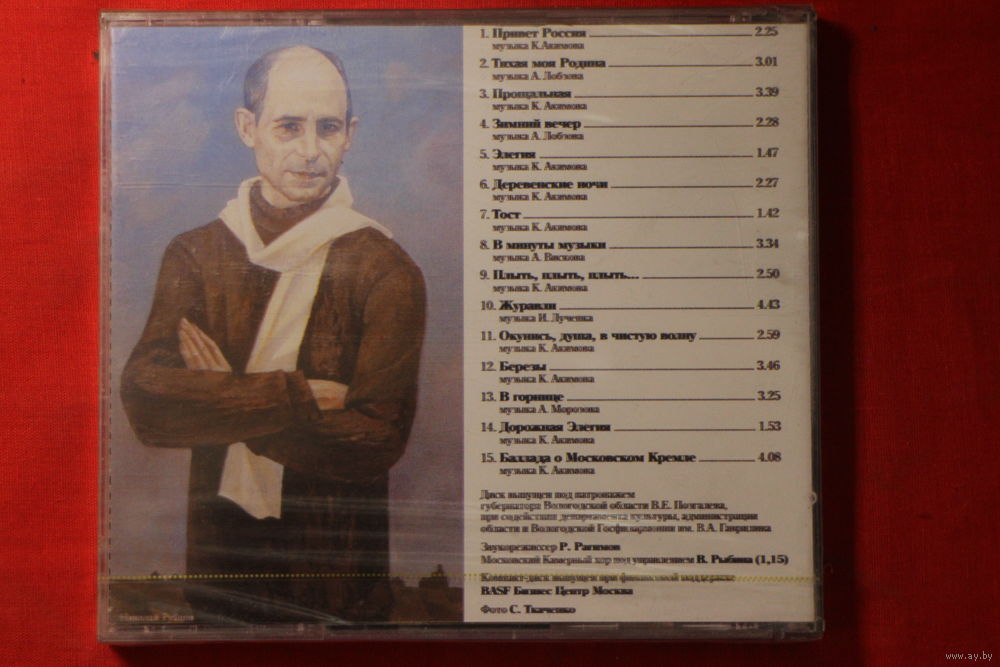 1. Привет Россия 2.25
музыка К. Акимова
2. Тихая моя Родина 3.01
музыка А. Лобзова
3. Прощальная 3.39
музыка К. Акимова
4. Зимний вечер 2.28
музыка А. Лобзова
5. Элегия 1.47
музыка К. Акимова
6. Деревенские ночи 2.27
музыка К. Акимова
7. Тост 1.42
музыка К. Акимова
8. В минуты музыки 3.34
музыка А. Васкова
9. Плыть, плыть, плыть... 2.50
музыка К. Акимова
10. Журавли 4.43
музыка И. Лученка
11. Окунись, душа, в чистую волну 2.59
музыка К. Акимова
12. Березы 3.46
музыка К. Акимова
13. В горнице 3.25
музыка А. Морозова
14. Дорожная Элегия 1.53
музыка К. Акимова
15. Баллада о Московском Кремле 4.08
музыка К. Акимова
Диск выпущен под патронажем
губернатора Вологодской области В.Е. Позгалева,
при содействии департамента культуры, администрации
области и Вологодской Госфилармонии им. В.А. Гаврилина
Звукорежиссер Р. Рагимов
Московский Камерный хор под управлением В. Рыбина (1,15)
Компакт-диск выпущен при финансовой поддержке
BASF Бизнес Центр Москва
Фото С. Ткаченко
Николай Рубцов
www.ay.by